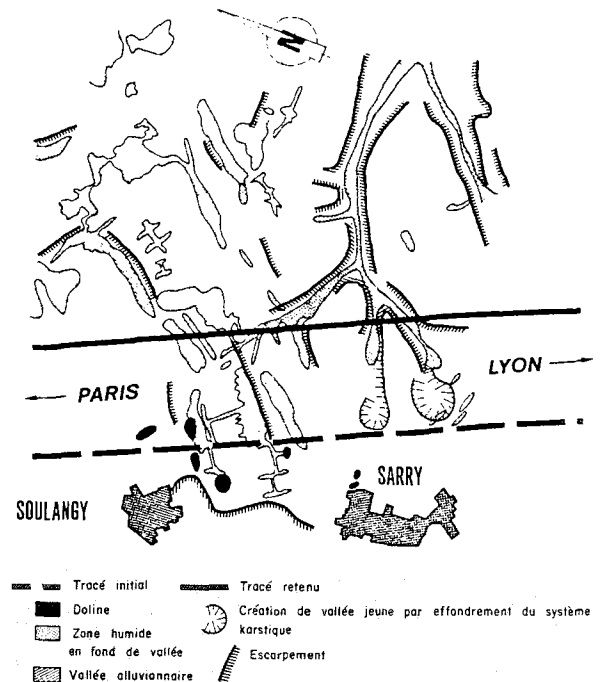 N
PARIS
LYON
SARRY
SOULANGY
Tracé initial
Tracé retenu
Doline
Création de vallée jeune par effondrement du système
karstique
Zone humide
en fond de vallée
Escarpement
Vallée alluvionnaire